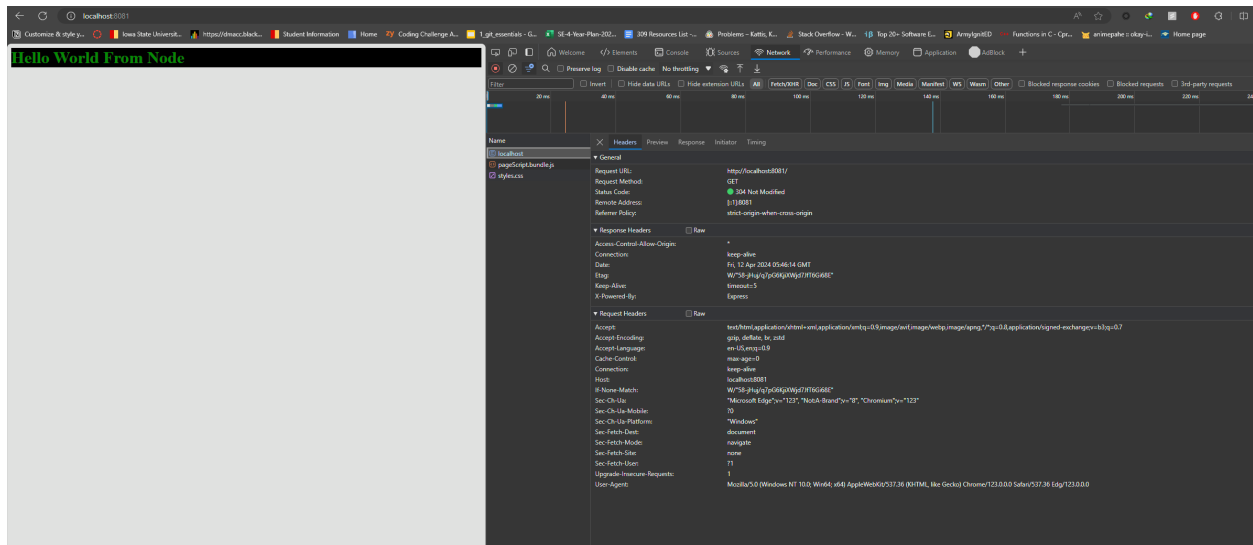 localhost:8081
Customize & style y... Iowa State Universit... https://dmacc.black... Student Information Home Coding Challenge A... 1_git_essentials - G... SE-4-Year-Plan-202... 309 Resources List -... Problems – Kattis, K... Stack Overflow - W... Top 20+ Software E... ArmyIgnitED Functions in C - Cpr... animepahe :: okay-i... Home page
Hello World From Node
Welcome Elements Console Sources Network Performance Memory Application AdBlock
Preserve log Disable cache No throttling
Filter Invert Hide data URLs Hide extension URLs All Fetch/XHR Doc CSS JS Font Img Media Manifest WS Wasm Other Blocked response cookies Blocked requests 3rd-party requests
20 ms 40 ms 60 ms 80 ms 100 ms 120 ms 140 ms 160 ms 180 ms 200 ms 220 ms
Name Headers Preview Response Initiator Timing
localhost
pageScript.bundle.js
styles.css
General
Request URL: http://localhost:8081/
Request Method: GET
Status Code: 304 Not Modified
Remote Address: [::1]:8081
Referrer Policy: strict-origin-when-cross-origin
Response Headers Raw
Access-Control-Allow-Origin: *
Connection: keep-alive
Date: Fri, 12 Apr 2024 05:46:14 GMT
Etag:
Keep-Alive: timeout=5
X-Powered-By: Express
Request Headers Raw
Accept: text/html,application/xhtml+xml,application/xml;q=0.9,image/avif,image/webp,image/apng,*/*;q=0.8,application/signed-exchange;v=b3;q=0.7
Accept-Encoding: gzip, deflate, br, zstd
Accept-Language: en-US,en;q=0.9
Cache-Control: max-age=0
Connection: keep-alive
Host: localhost:8081
If-None-Match:
Sec-Ch-Ua: "Microsoft Edge";v="123", "Not:A-Brand";v="8", "Chromium";v="123"
Sec-Ch-Ua-Mobile: ?0
Sec-Ch-Ua-Platform: "Windows"
Sec-Fetch-Dest: document
Sec-Fetch-Mode: navigate
Sec-Fetch-Site: none
Sec-Fetch-User: ?1
Upgrade-Insecure-Requests: 1
User-Agent: Mozilla/5.0 (Windows NT 10.0; Win64; x64) AppleWebKit/537.36 (KHTML, like Gecko) Chrome/123.0.0.0 Safari/537.36 Edg/123.0.0.0